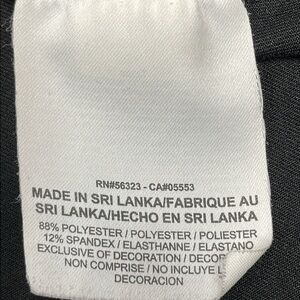 RN#56323 - CA#05553
MADE IN SRI LANKA/FABRIQUE AU
SRI LANKA/HECHO EN SRI LANKA
88% POLYESTER / POLYESTER / POLIESTER
12% SPANDEX / ELASTHANNE / ELASTANO
EXCLUSIVE OF DECORATION / DECOR
NON COMPRISE / NO INCLUYE L
DECORACION